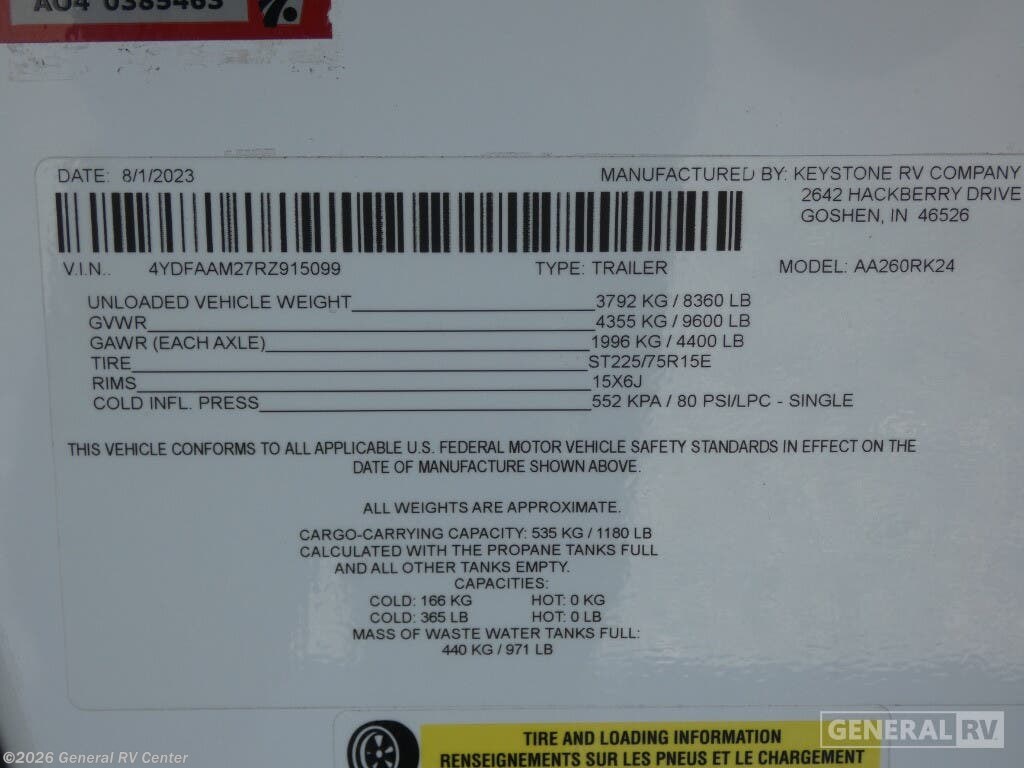 A04 0385463
DATE: 8/1/2023
MANUFACTURED BY: KEYSTONE RV COMPANY
2642 HACKBERRY DRIVE
GOSHEN, IN 46526
V.I.N.. 4YDFAAM27RZ915099 TYPE: TRAILER MODEL: AA260RK24
UNLOADED VEHICLE WEIGHT 3792 KG / 8360 LB
GVWR 4355 KG / 9600 LB
GAWR (EACH AXLE) 1996 KG / 4400 LB
TIRE ST225/75R15E
RIMS 15X6J
COLD INFL. PRESS 552 KPA / 80 PSI/LPC - SINGLE
THIS VEHICLE CONFORMS TO ALL APPLICABLE U.S. FEDERAL MOTOR VEHICLE SAFETY STANDARDS IN EFFECT ON THE
DATE OF MANUFACTURE SHOWN ABOVE.
ALL WEIGHTS ARE APPROXIMATE.
CARGO-CARRYING CAPACITY: 535 KG / 1180 LB
CALCULATED WITH THE PROPANE TANKS FULL
AND ALL OTHER TANKS EMPTY.
CAPACITIES:
COLD: 166 KG HOT: 0 KG
COLD: 365 LB HOT: 0 LB
MASS OF WASTE WATER TANKS FULL:
440 KG / 971 LB
TIRE AND LOADING INFORMATION
RENSEIGNEMENTS SUR LES PNEUS ET LE CHARGEMENT
GENERAL RV
©2026 General RV Center